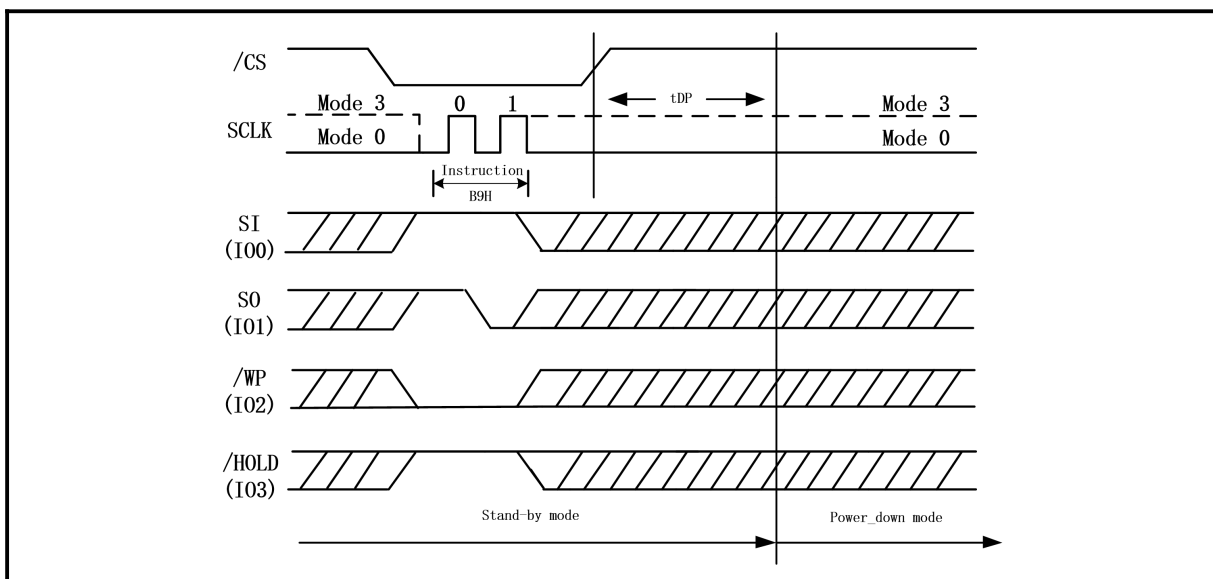 /CS
tDP
Mode 3 0 1 Mode 3
SCLK
Mode 0 Mode 0
Instruction
B9H
SI
(IO0)
SO
(IO1)
/WP
(IO2)
/HOLD
(IO3)
Stand-by mode Power_down mode